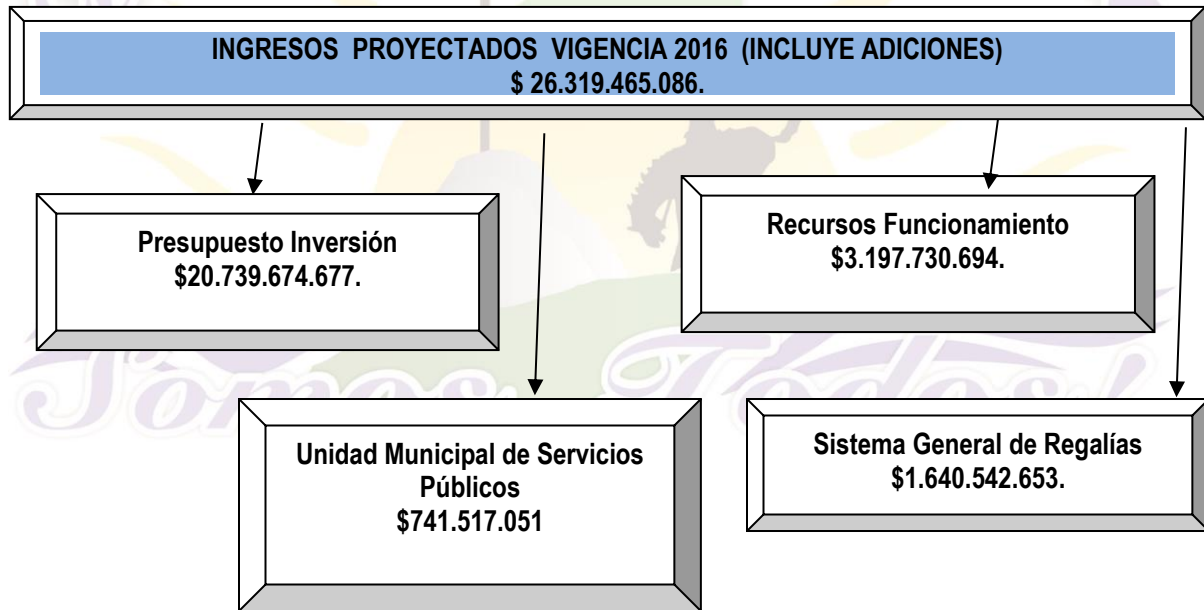 INGRESOS PROYECTADOS VIGENCIA 2016 (INCLUYE ADICIONES)
$ 26.319.465.086.
Presupuesto Inversión
$20.739.674.677.
Recursos Funcionamiento
$3.197.730.694.
Unidad Municipal de Servicios
Públicos
$741.517.051
Sistema General de Regalías
$1.640.542.653.
Somos Todos!